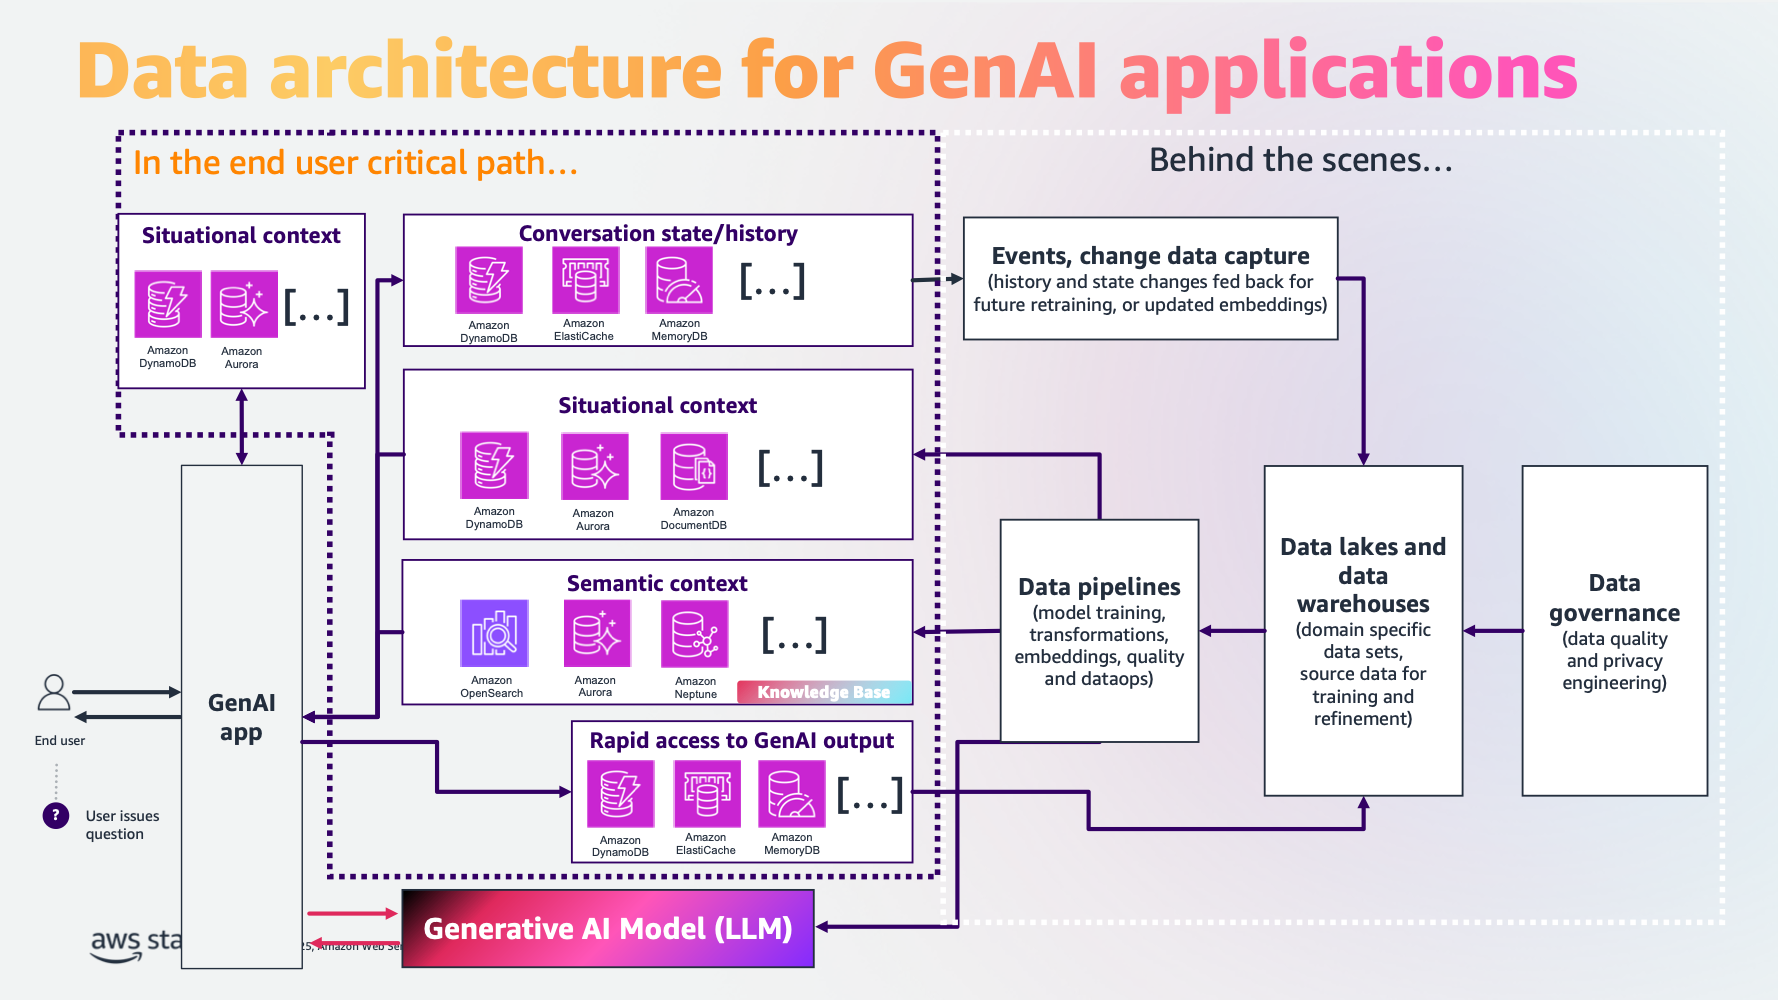 Data architecture for GenAI applications
In the end user critical path...
Behind the scenes...
Situational context
Amazon
DynamoDB
Amazon
Aurora
[...]
Conversation state/history
Amazon
DynamoDB
Amazon
ElastiCache
Amazon
MemoryDB
[...]
Events, change data capture
(history and state changes fed back for
future retraining, or updated embeddings)
Situational context
Amazon
DynamoDB
Amazon
Aurora
Amazon
DocumentDB
[...]
Semantic context
Amazon
OpenSearch
Amazon
Aurora
Amazon
Neptune
[...]
Knowledge Base
Data pipelines
(model training,
transformations,
embeddings, quality
and dataops)
Data lakes and
data
warehouses
(domain specific
data sets,
source data for
training and
refinement)
Data
governance
(data quality
and privacy
engineering)
End user
?
User issues
question
GenAI
app
Rapid access to GenAI output
Amazon
DynamoDB
Amazon
ElastiCache
Amazon
MemoryDB
[...]
Generative AI Model (LLM)
aws sta
25, Amazon Web Ser